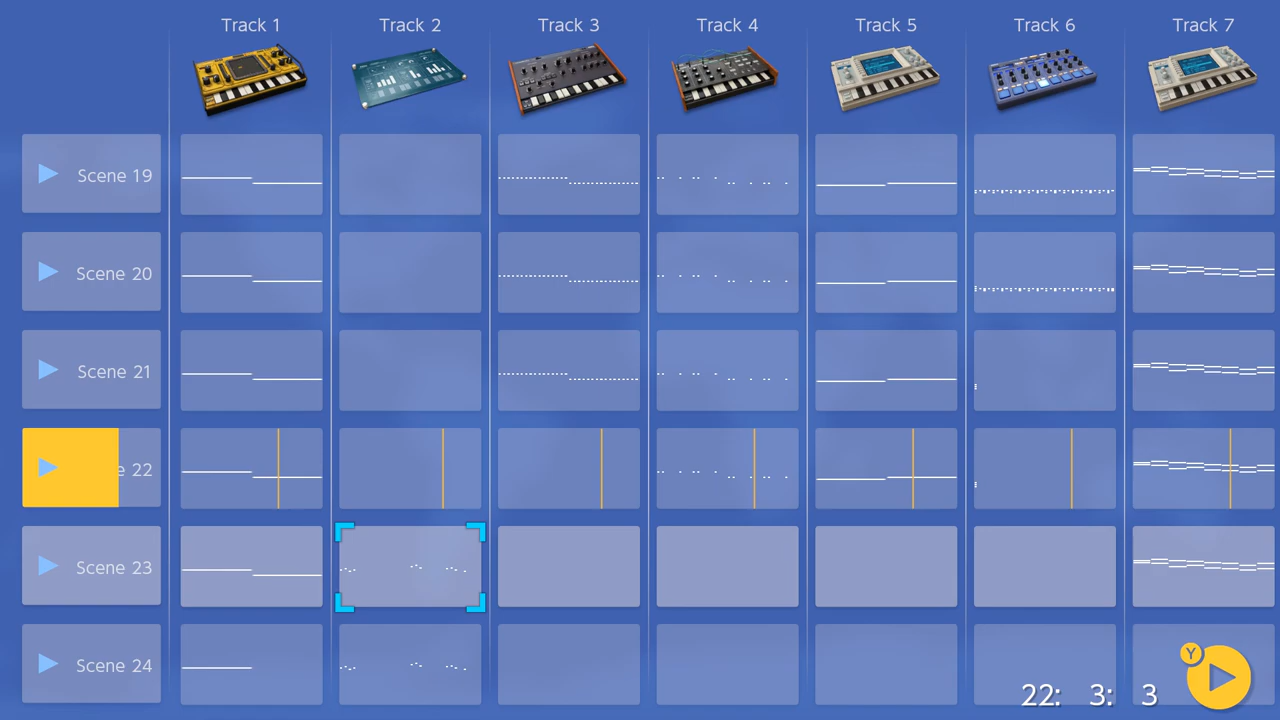 Track 1 Track 2 Track 3 Track 4 Track 5 Track 6 Track 7
Scene 19
Scene 20
Scene 21
e 22
Scene 23
Scene 24
Y
22: 3: 3